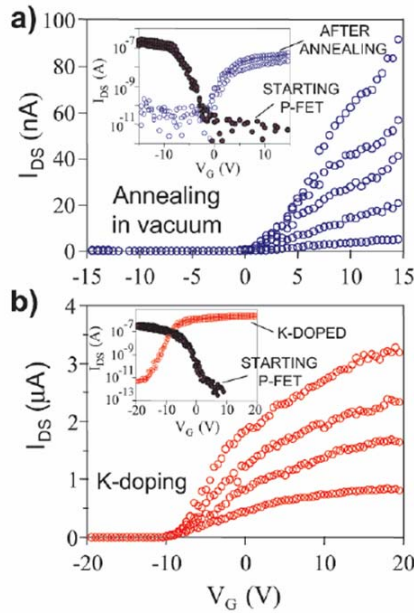 a)
100
80
60
40
20
0
I_DS (nA)
10^-7
10^-9
10^-11
I_DS (A)
-10 0 10
V_G (V)
AFTER
ANNEALING
STARTING
P-FET
Annealing
in vacuum
-15 -10 -5 0 5 10 15
b)
4
3
2
1
0
I_DS (μA)
10^-7
10^-9
10^-11
10^-13
I_DS (A)
-20 -10 0 10 20
V_G (V)
K-DOPED
STARTING
P-FET
K-doping
-20 -10 0 10 20
V_G (V)